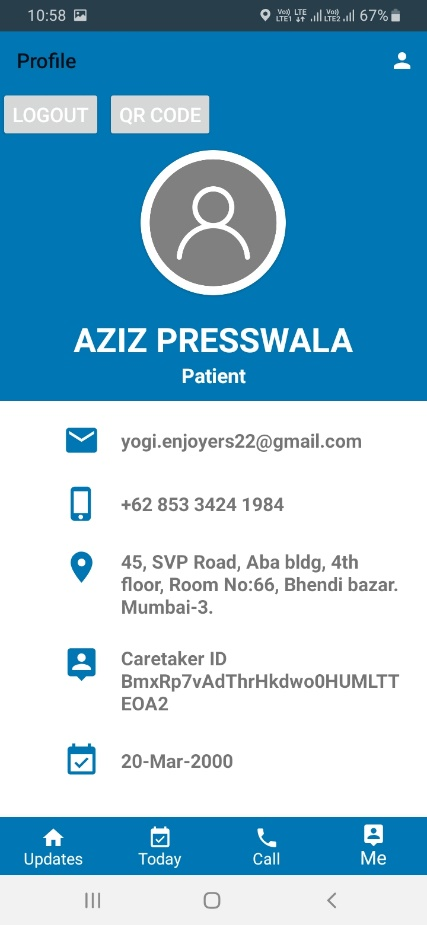 10:58
Vo) LTE1 LTE Vo) LTE2 67%
Profile
LOGOUT QR CODE
AZIZ PRESSWALA
Patient
yogi.enjoyers22@gmail.com
+62 853 3424 1984
45, SVP Road, Aba bldg, 4th
floor, Room No:66, Bhendi bazar.
Mumbai-3.
Caretaker ID
BmxRp7vAdThrHkdwo0HUMLTT
EOA2
20-Mar-2000
Updates Today Call Me